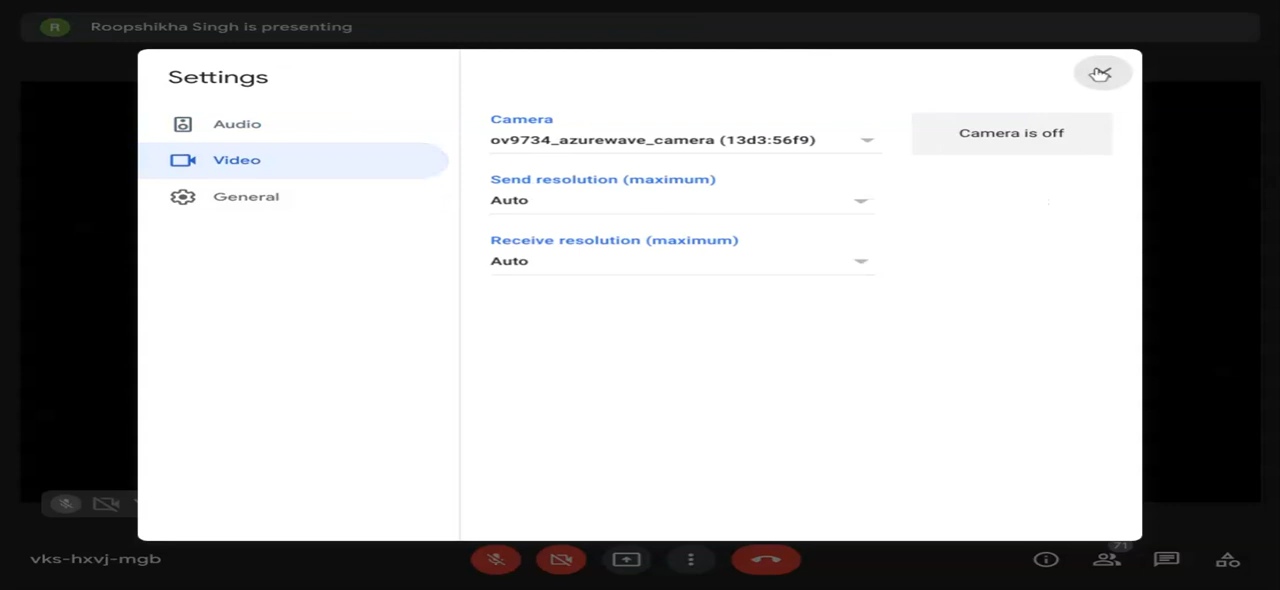 R
Roopshikha Singh is presenting
Settings
Audio
Video
General
Camera
ov9734_azurewave_camera (13d3:56f9)
Camera is off
Send resolution (maximum)
Auto
Receive resolution (maximum)
Auto
vks-hxvj-mgb
71